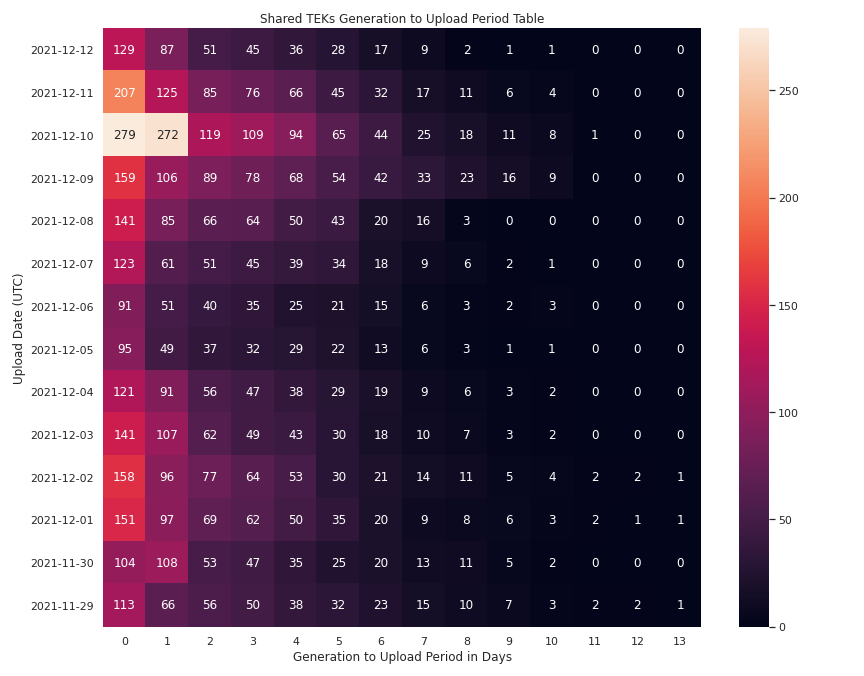 Shared TEKs Generation to Upload Period Table
Upload Date (UTC)
2021-12-12 129 87 51 45 36 28 17 9 2 1 1 0 0 0
2021-12-11 207 125 85 76 66 45 32 17 11 6 4 0 0 0
2021-12-10 279 272 119 109 94 65 44 25 18 11 8 1 0 0
2021-12-09 159 106 89 78 68 54 42 33 23 16 9 0 0 0
2021-12-08 141 85 66 64 50 43 20 16 3 0 0 0 0 0
2021-12-07 123 61 51 45 39 34 18 9 6 2 1 0 0 0
2021-12-06 91 51 40 35 25 21 15 6 3 2 3 0 0 0
2021-12-05 95 49 37 32 29 22 13 6 3 1 1 0 0 0
2021-12-04 121 91 56 47 38 29 19 9 6 3 2 0 0 0
2021-12-03 141 107 62 49 43 30 18 10 7 3 2 0 0 0
2021-12-02 158 96 77 64 53 30 21 14 11 5 4 2 2 1
2021-12-01 151 97 69 62 50 35 20 9 8 6 3 2 1 1
2021-11-30 104 108 53 47 35 25 20 13 11 5 2 0 0 0
2021-11-29 113 66 56 50 38 32 23 15 10 7 3 2 2 1
0 1 2 3 4 5 6 7 8 9 10 11 12 13
Generation to Upload Period in Days
250
200
150
100
50
0